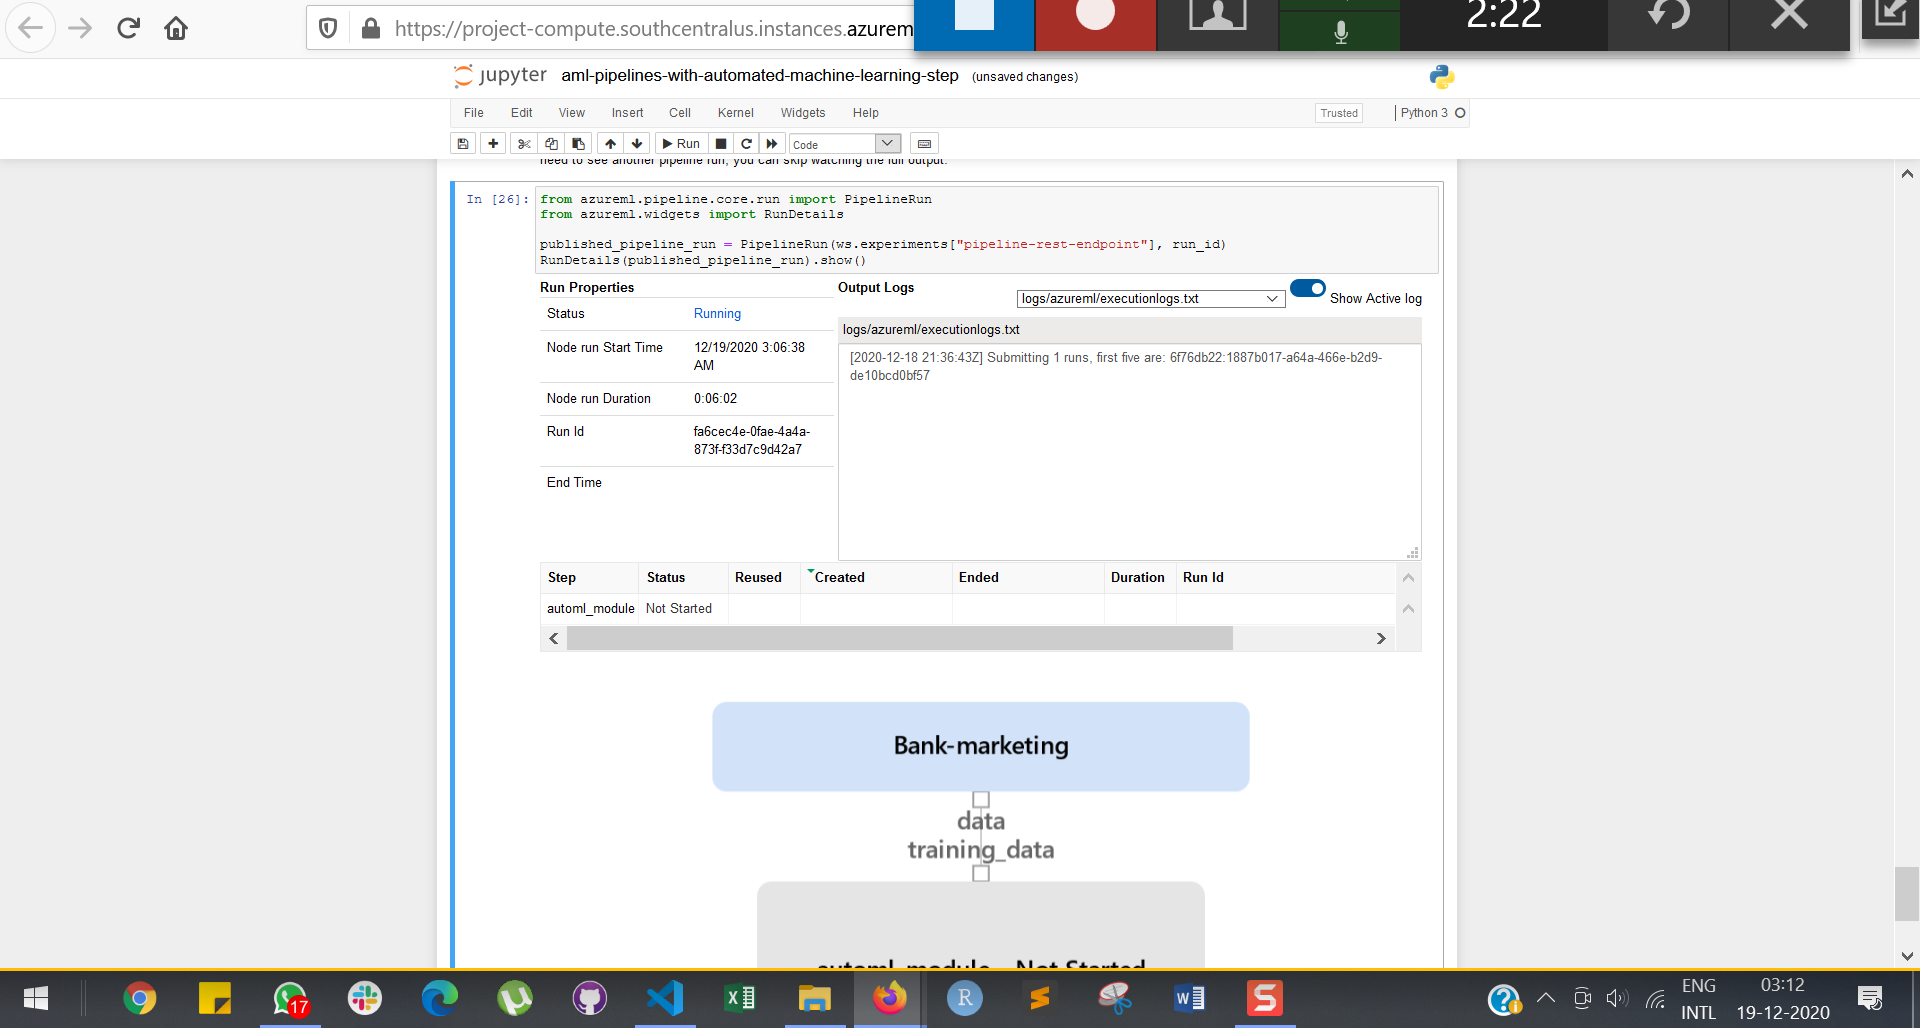 https://project-compute.southcentralus.instances.azurem
2:22
jupyter aml-pipelines-with-automated-machine-learning-step (unsaved changes)
File Edit View Insert Cell Kernel Widgets Help Trusted Python 3
Run Code
need to see another pipeline run, you can skip watching the full output.
In [26]: from azureml.pipeline.core.run import PipelineRun
from azureml.widgets import RunDetails
published_pipeline_run = PipelineRun(ws.experiments["pipeline-rest-endpoint"], run_id)
RunDetails(published_pipeline_run).show()
Run Properties
Status Running
Node run Start Time 12/19/2020 3:06:38
AM
Node run Duration 0:06:02
Run Id fa6cec4e-0fae-4a4a-
873f-f33d7c9d42a7
End Time
Output Logs
logs/azureml/executionlogs.txt
Show Active log
logs/azureml/executionlogs.txt
[2020-12-18 21:36:43Z] Submitting 1 runs, first five are: 6f76db22:1887b017-a64a-466e-b2d9-
de10bcd0bf57
Step Status Reused Created Ended Duration Run Id
automl_module Not Started
Bank-marketing
data
training_data
automl_module Not Started
17
R
S
ENG
INTL
03:12
19-12-2020